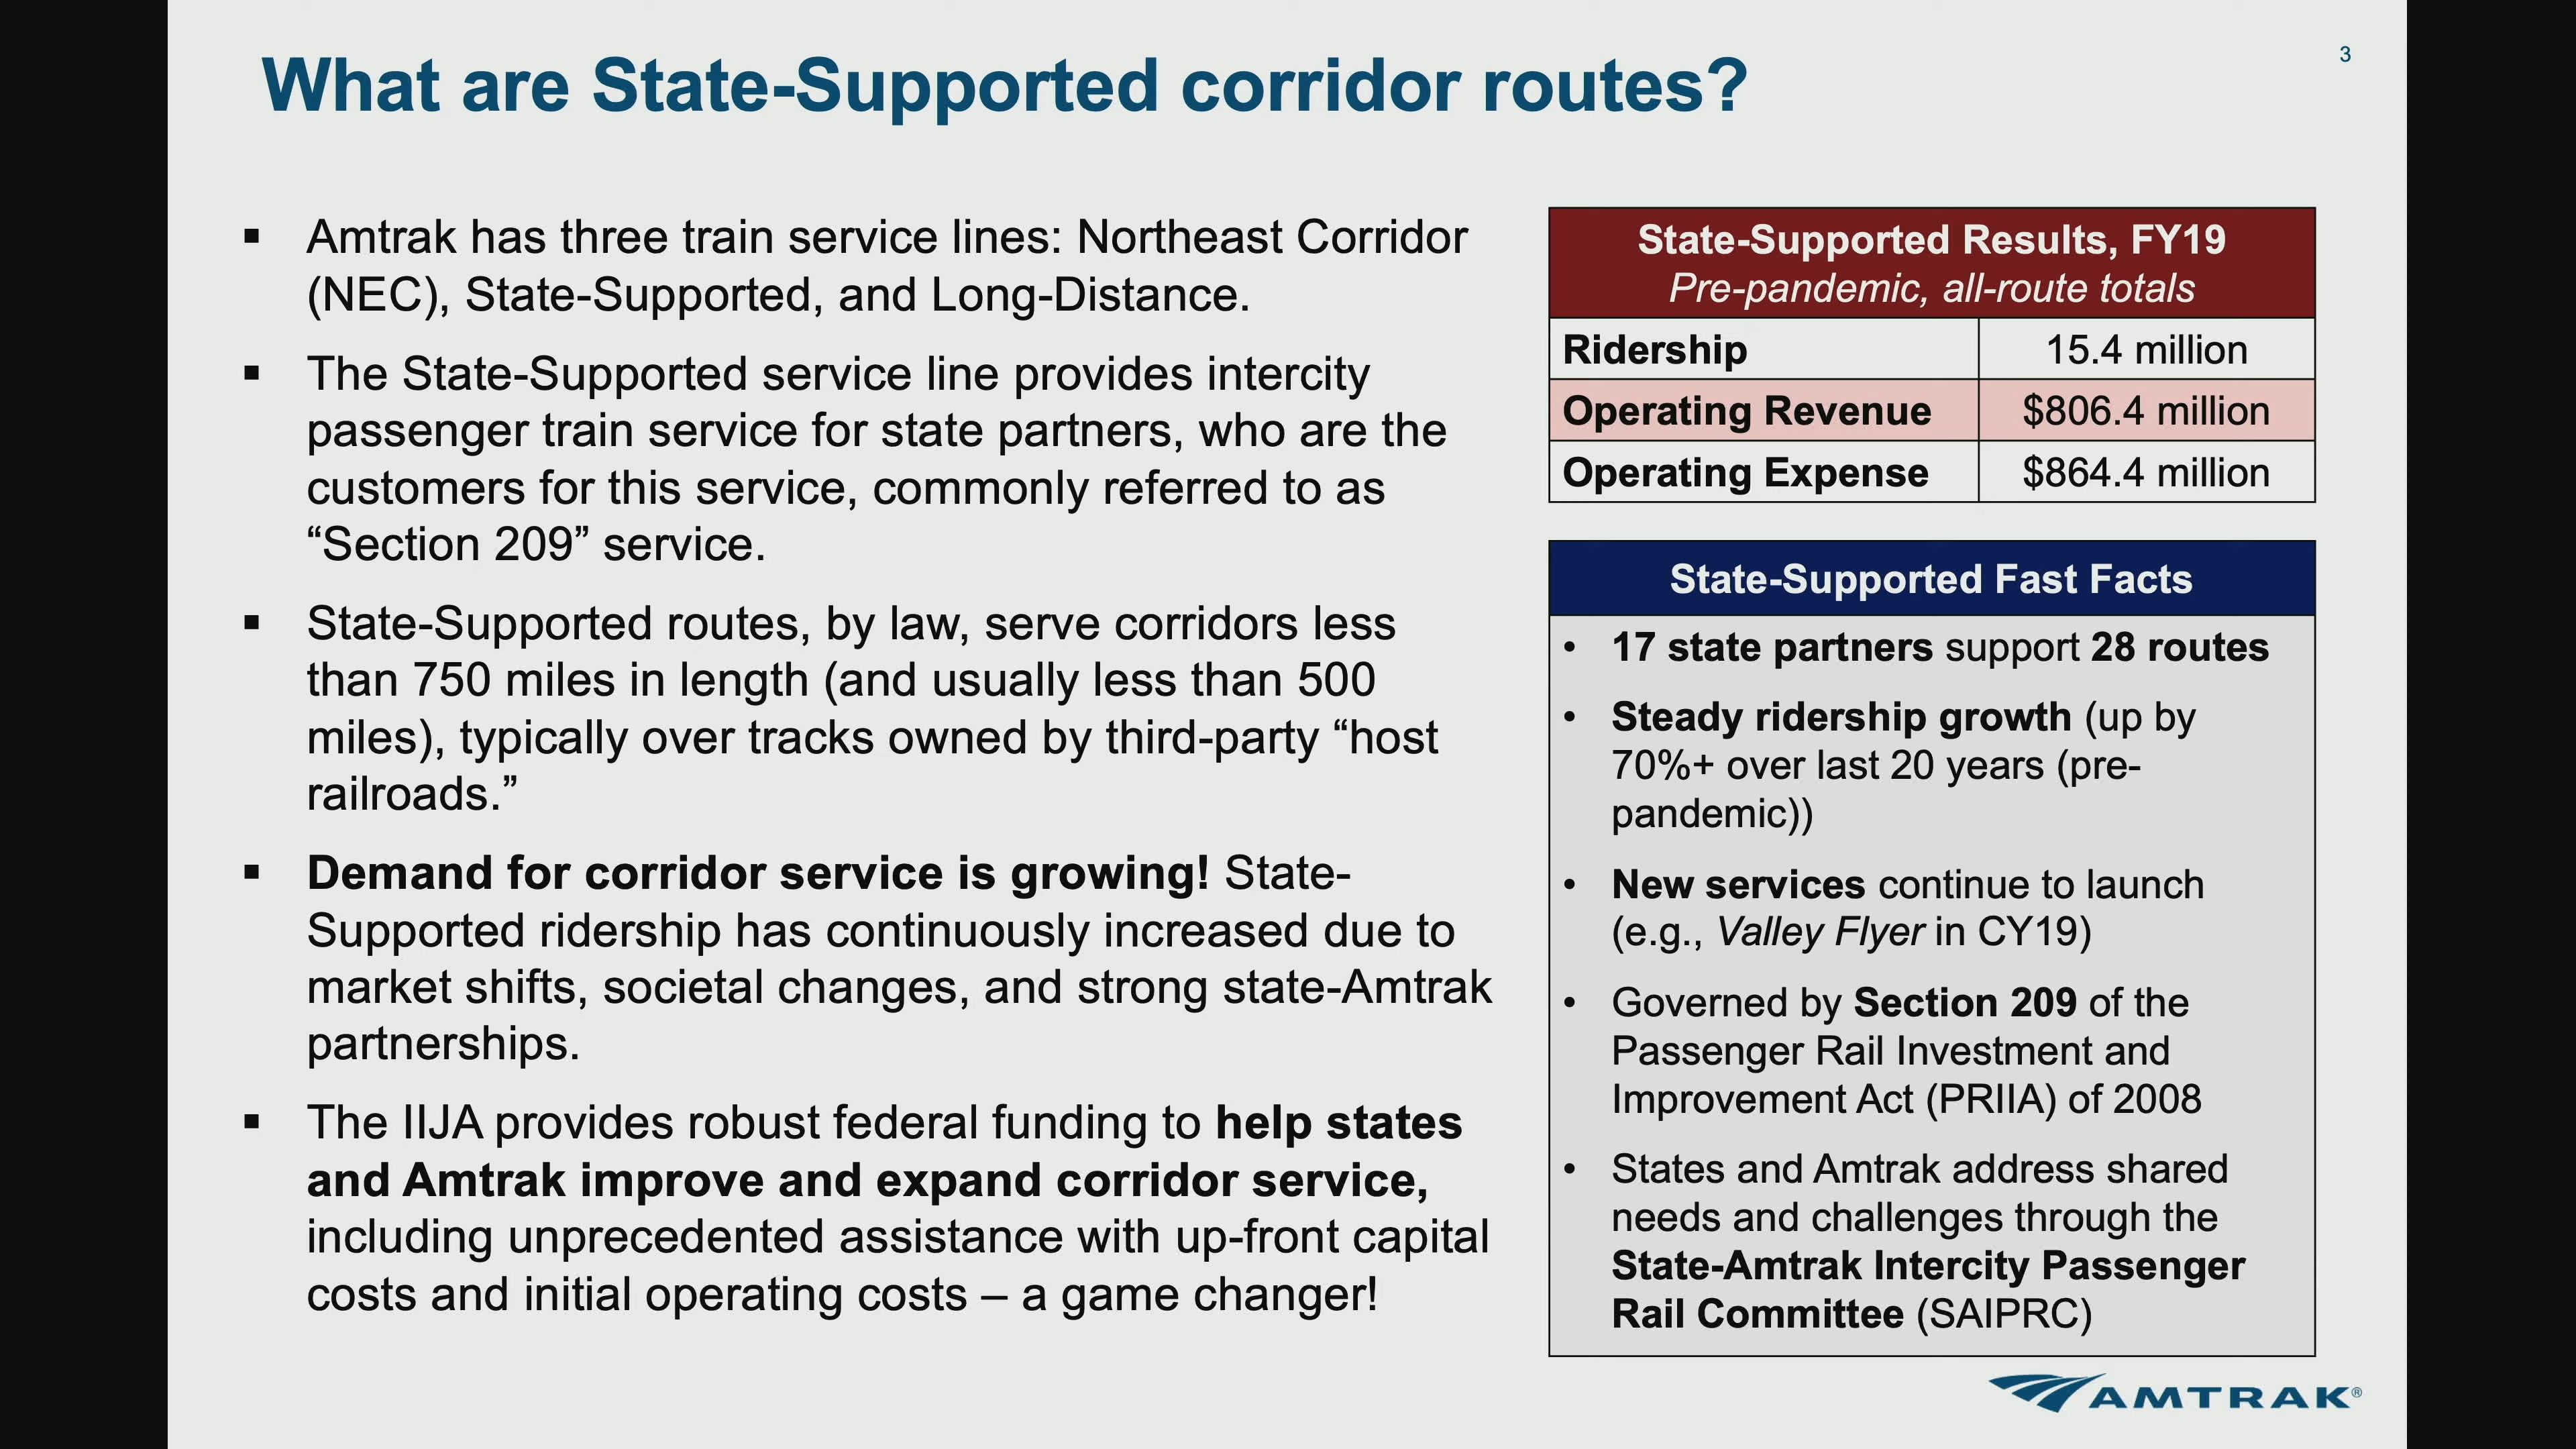 What are State-Supported corridor routes?
3
▪ Amtrak has three train service lines: Northeast Corridor
(NEC), State-Supported, and Long-Distance.
▪ The State-Supported service line provides intercity
passenger train service for state partners, who are the
customers for this service, commonly referred to as
“Section 209” service.
▪ State-Supported routes, by law, serve corridors less
than 750 miles in length (and usually less than 500
miles), typically over tracks owned by third-party “host
railroads.”
▪ Demand for corridor service is growing! State-
Supported ridership has continuously increased due to
market shifts, societal changes, and strong state-Amtrak
partnerships.
▪ The IIJA provides robust federal funding to help states
and Amtrak improve and expand corridor service,
including unprecedented assistance with up-front capital
costs and initial operating costs – a game changer!
State-Supported Results, FY19
Pre-pandemic, all-route totals
Ridership 15.4 million
Operating Revenue $806.4 million
Operating Expense $864.4 million
State-Supported Fast Facts
• 17 state partners support 28 routes
• Steady ridership growth (up by
70%+ over last 20 years (pre-
pandemic))
• New services continue to launch
(e.g., Valley Flyer in CY19)
• Governed by Section 209 of the
Passenger Rail Investment and
Improvement Act (PRIIA) of 2008
• States and Amtrak address shared
needs and challenges through the
State-Amtrak Intercity Passenger
Rail Committee (SAIPRC)
AMTRAK®